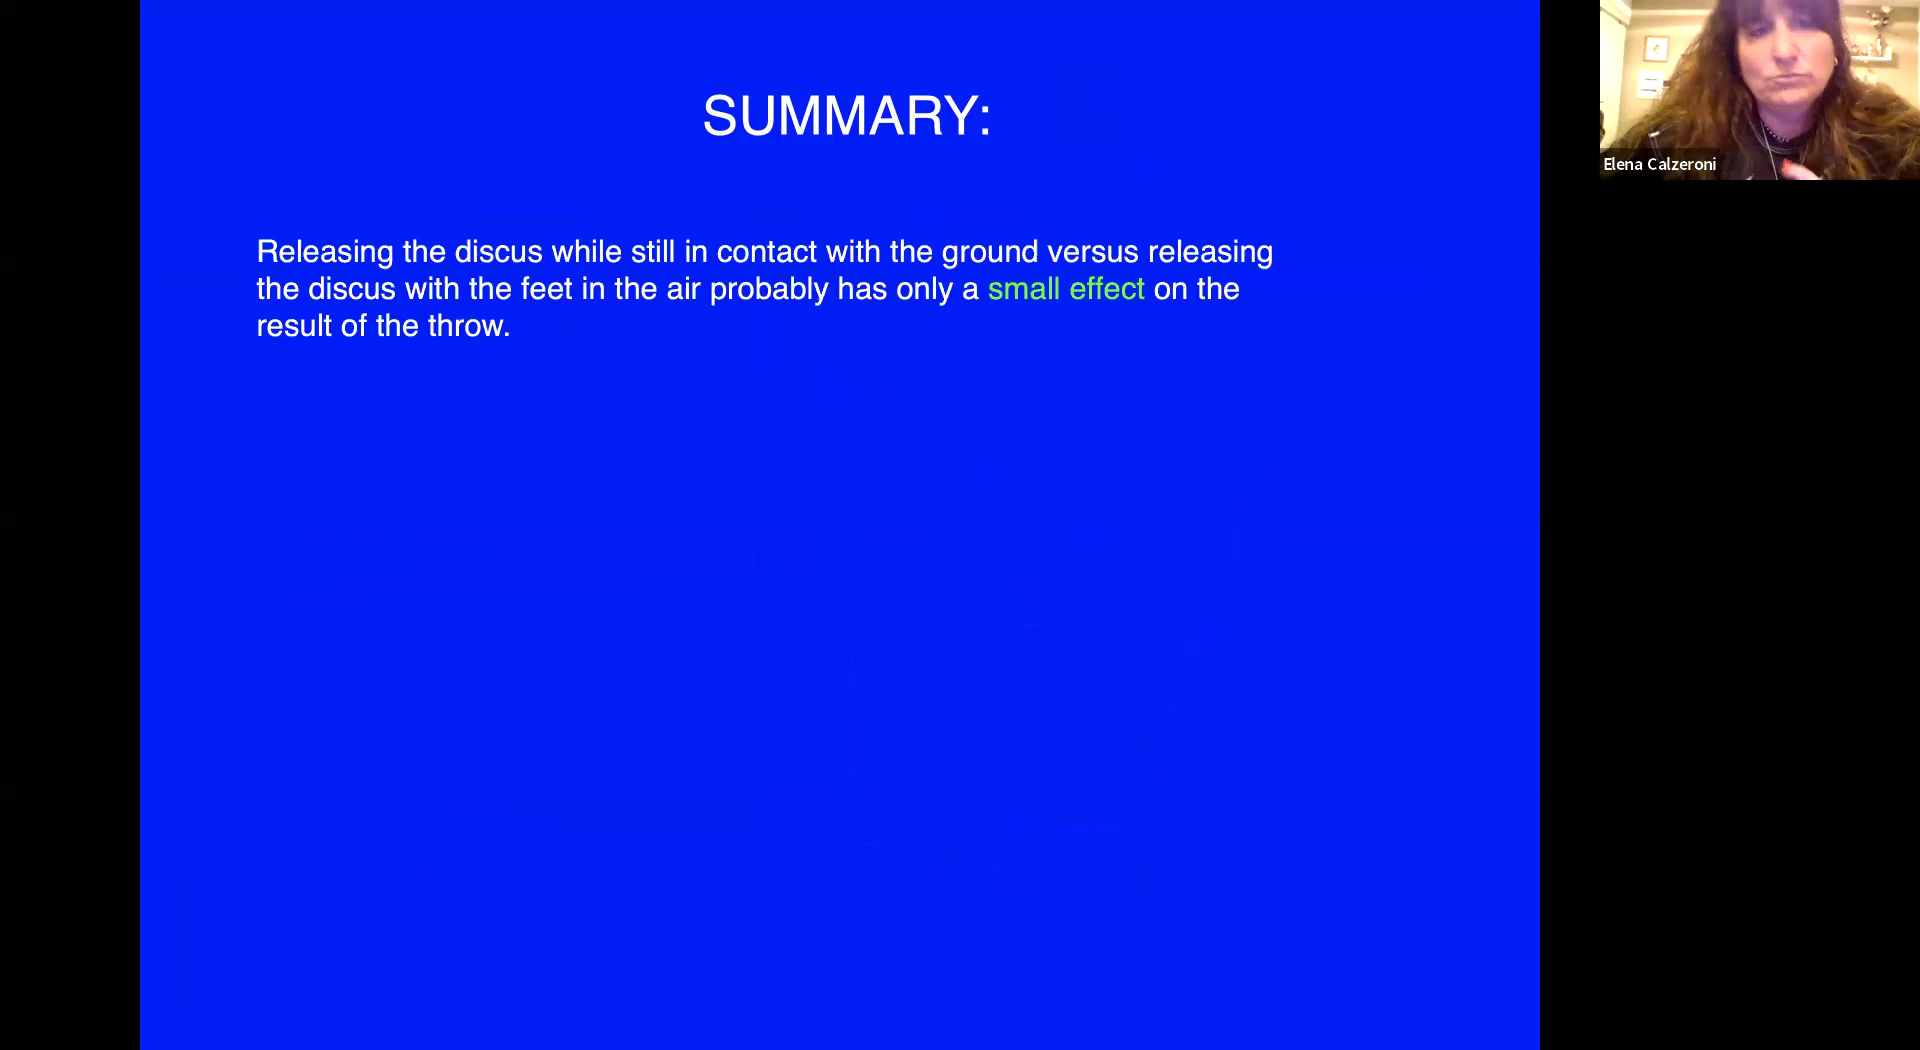 SUMMARY:
Releasing the discus while still in contact with the ground versus releasing
the discus with the feet in the air probably has only a small effect on the
result of the throw.
Elena Calzeroni